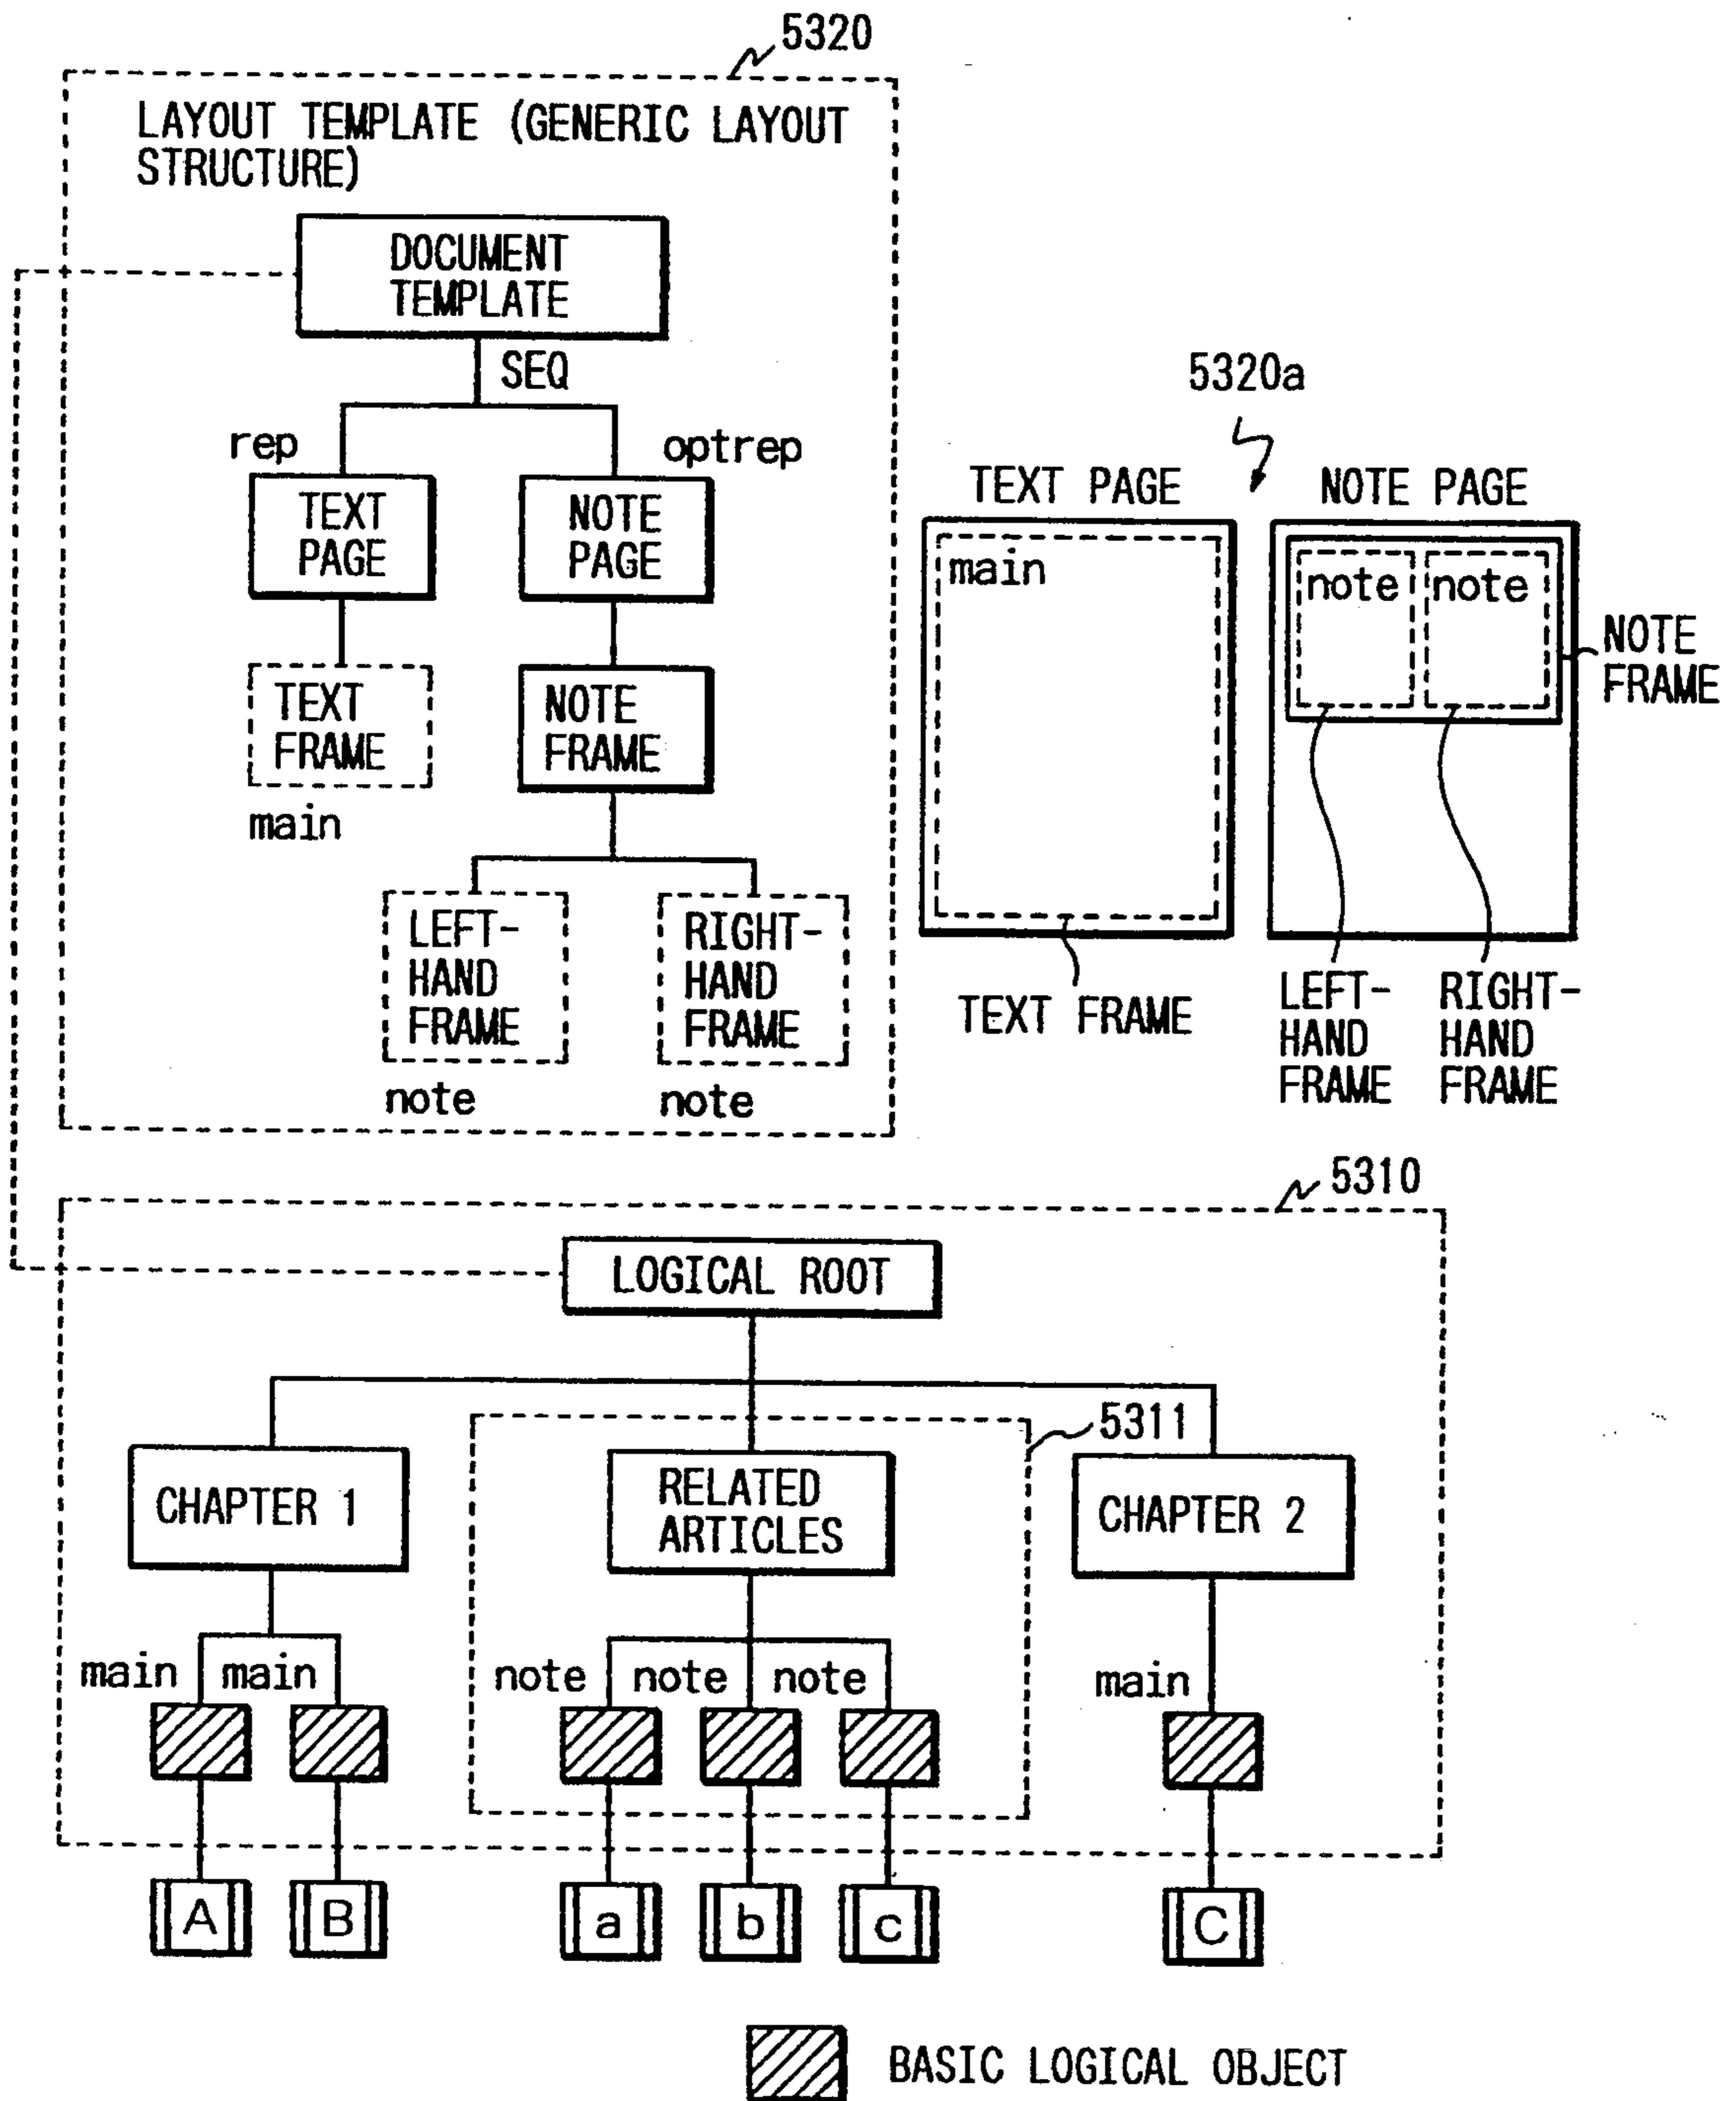 5320
LAYOUT TEMPLATE (GENERIC LAYOUT
STRUCTURE)
DOCUMENT
TEMPLATE
SEQ
rep
optrep
TEXT
PAGE
NOTE
PAGE
TEXT
FRAME
main
NOTE
FRAME
LEFT-
HAND
FRAME
note
RIGHT-
HAND
FRAME
note
5320a
TEXT PAGE
NOTE PAGE
main
note
note
NOTE
FRAME
TEXT FRAME
LEFT-
HAND
FRAME
RIGHT-
HAND
FRAME
5310
LOGICAL ROOT
5311
CHAPTER 1
RELATED
ARTICLES
CHAPTER 2
main
main
note
note
note
main
A
B
a
b
c
C
BASIC LOGICAL OBJECT